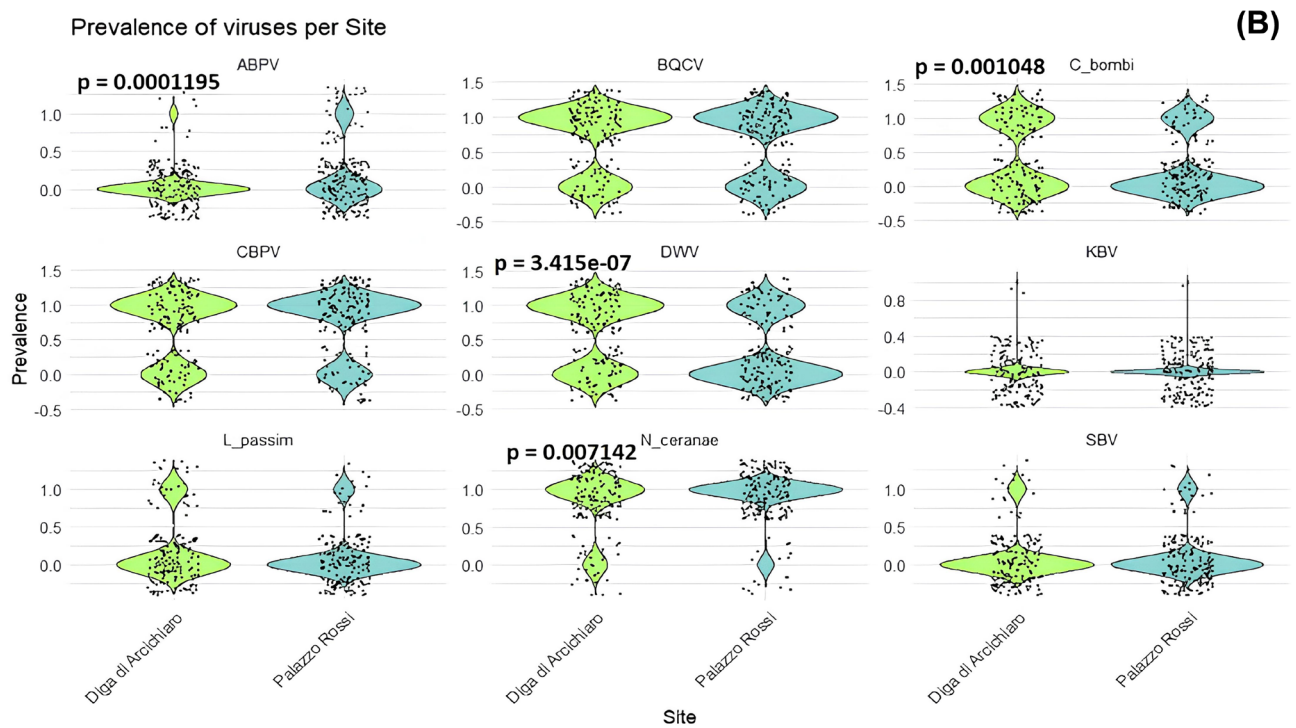 Prevalence of viruses per Site
(B)
ABPV
BQCV
C_bombi
p = 0.0001195
p = 0.001048
1.0
0.5
0.0
1.5
1.0
0.5
0.0
-0.5
1.5
1.0
0.5
0.0
-0.5
CBPV
DWV
KBV
p = 3.415e-07
1.5
1.0
0.5
0.0
-0.5
1.5
1.0
0.5
0.0
-0.5
0.8
0.4
0.0
-0.4
Prevalence
L_passim
N_ceranae
SBV
p = 0.007142
1.0
0.5
0.0
1.0
0.5
0.0
1.0
0.5
0.0
Diga di Arcichiaro
Palazzo Rossi
Diga di Arcichiaro
Palazzo Rossi
Diga di Arcichiaro
Palazzo Rossi
Site